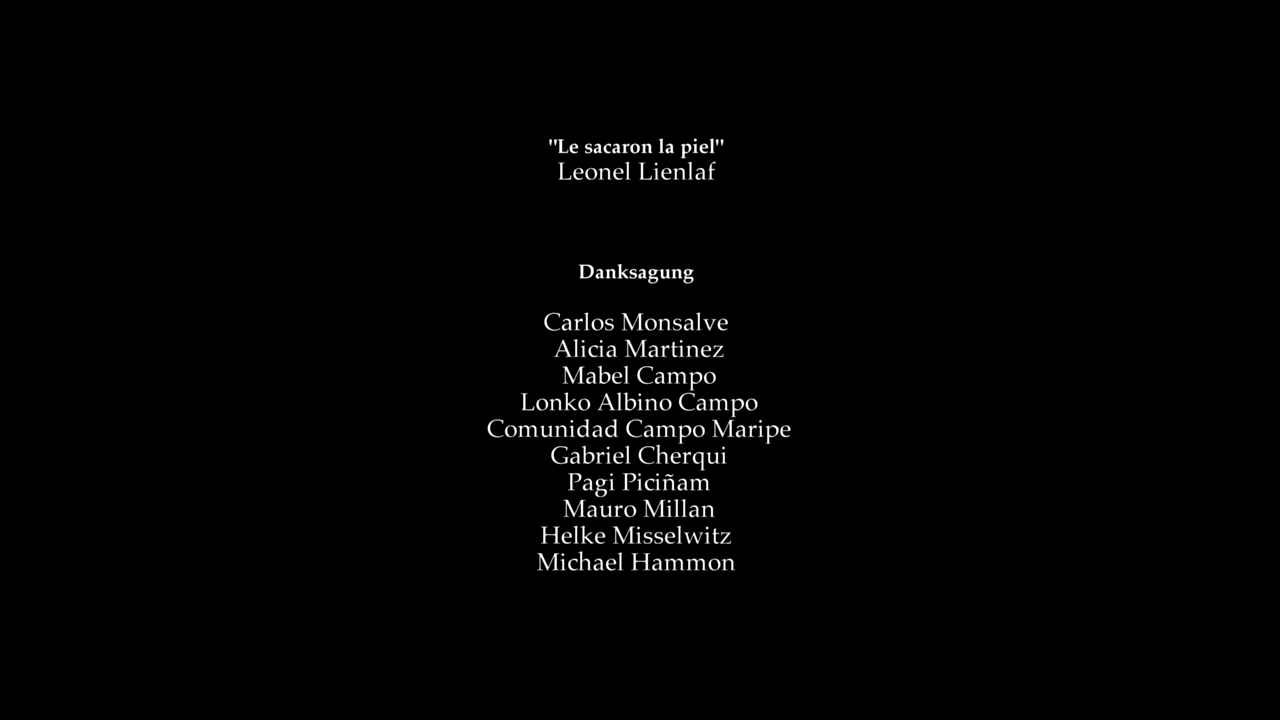 "Le sacaron la piel"
Leonel Lienlaf
Danksagung
Carlos Monsalve
Alicia Martinez
Mabel Campo
Lonko Albino Campo
Comunidad Campo Maripe
Gabriel Cherqui
Pagi Piciñam
Mauro Millan
Helke Misselwitz
Michael Hammon